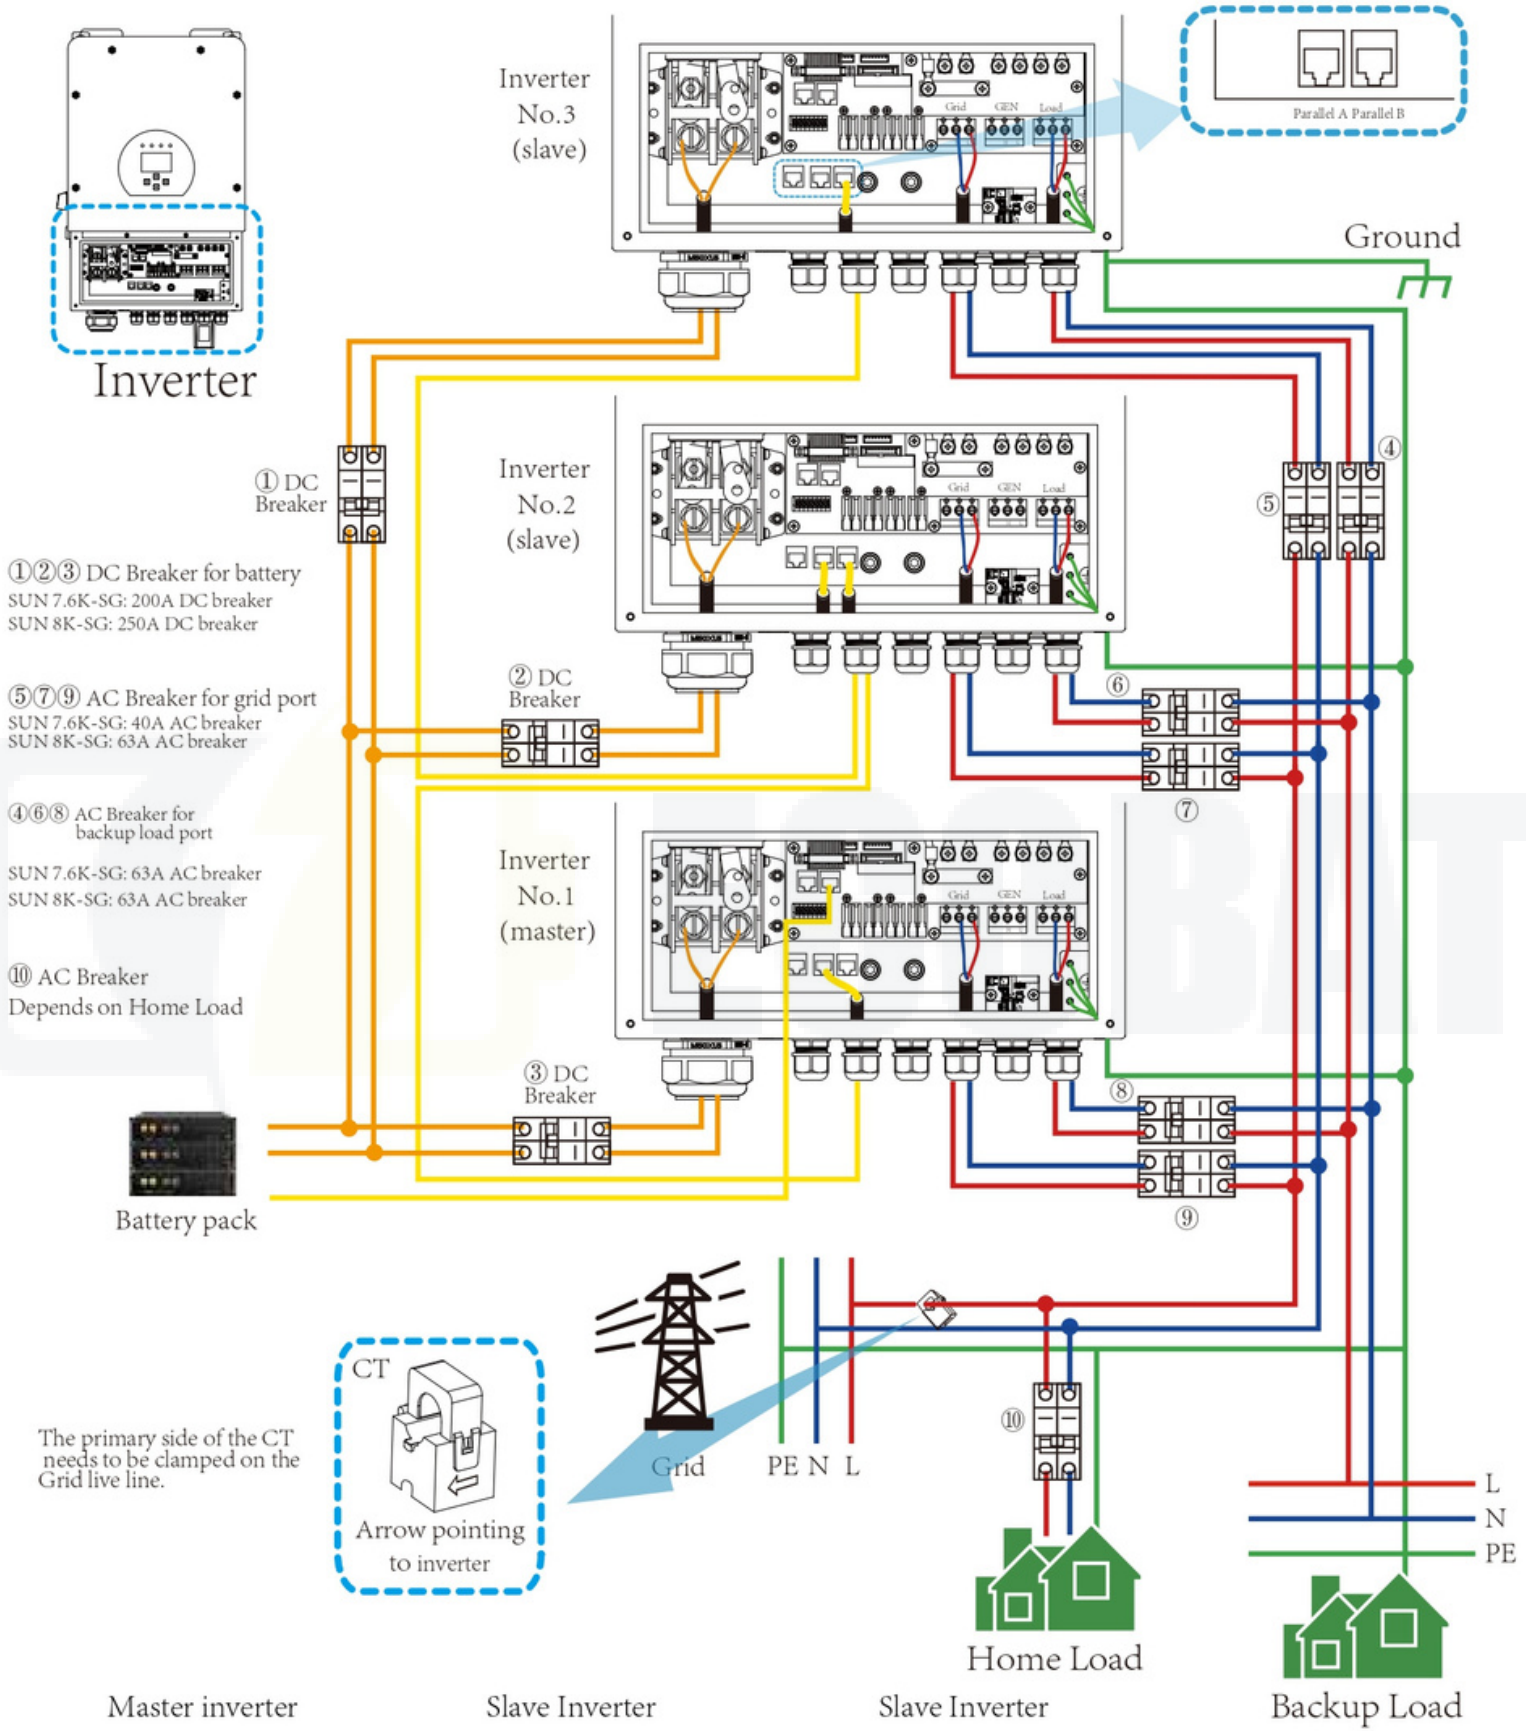 Inverter
No.3
(slave)
Grid
GEN
Load
Parallel A Parallel B
Ground
Inverter
① DC
Breaker
Inverter
No.2
(slave)
Grid
GEN
Load
④
⑤
①②③ DC Breaker for battery
SUN 7.6K-SG: 200A DC breaker
SUN 8K-SG: 250A DC breaker
② DC
Breaker
⑥
⑦
⑤⑦⑨ AC Breaker for grid port
SUN 7.6K-SG: 40A AC breaker
SUN 8K-SG: 63A AC breaker
④⑥⑧ AC Breaker for
backup load port
SUN 7.6K-SG: 63A AC breaker
SUN 8K-SG: 63A AC breaker
Inverter
No.1
(master)
Grid
GEN
Load
⑩ AC Breaker
Depends on Home Load
③ DC
Breaker
⑧
⑨
Battery pack
CT
Arrow pointing
to inverter
The primary side of the CT
needs to be clamped on the
Grid live line.
Grid
PE N L
⑩
L
N
PE
Home Load
Backup Load
Master inverter
Slave Inverter
Slave Inverter